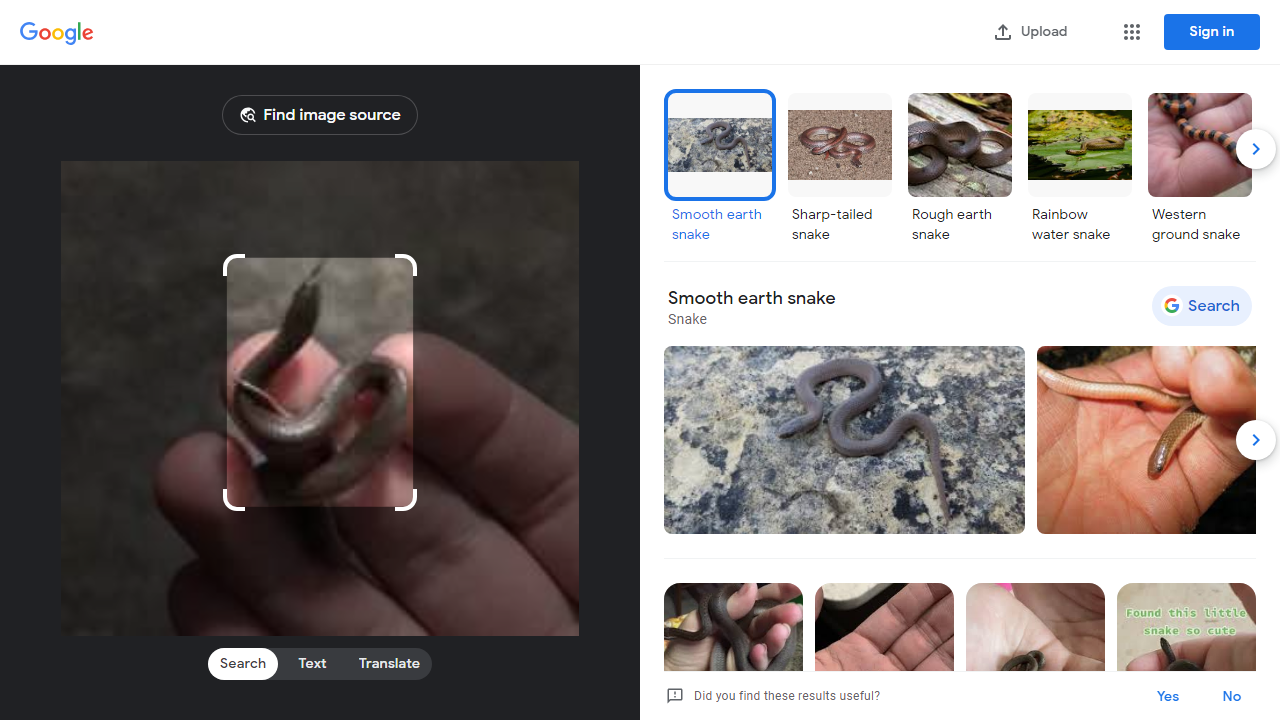 Google
Upload
Sign in
Find image source
Search
Text
Translate
Smooth earth
snake
Sharp-tailed
snake
Rough earth
snake
Rainbow
water snake
Western
ground snake
Smooth earth snake
Snake
Search
Found this little
snake so cute
Did you find these results useful?
Yes
No